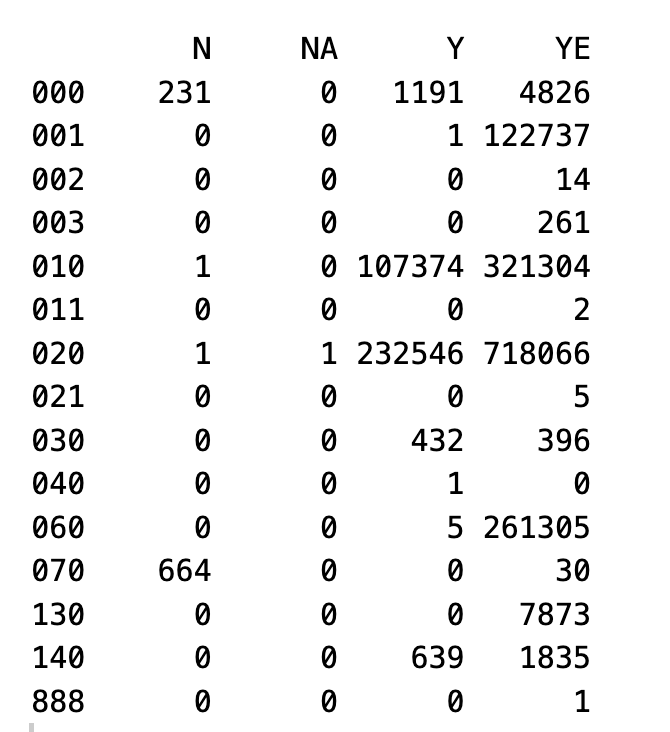 N NA Y YE
000 231 0 1191 4826
001 0 0 1 122737
002 0 0 0 14
003 0 0 0 261
010 1 0 107374 321304
011 0 0 0 2
020 1 1 232546 718066
021 0 0 0 5
030 0 0 432 396
040 0 0 1 0
060 0 0 5 261305
070 664 0 0 30
130 0 0 0 7873
140 0 0 639 1835
888 0 0 0 1